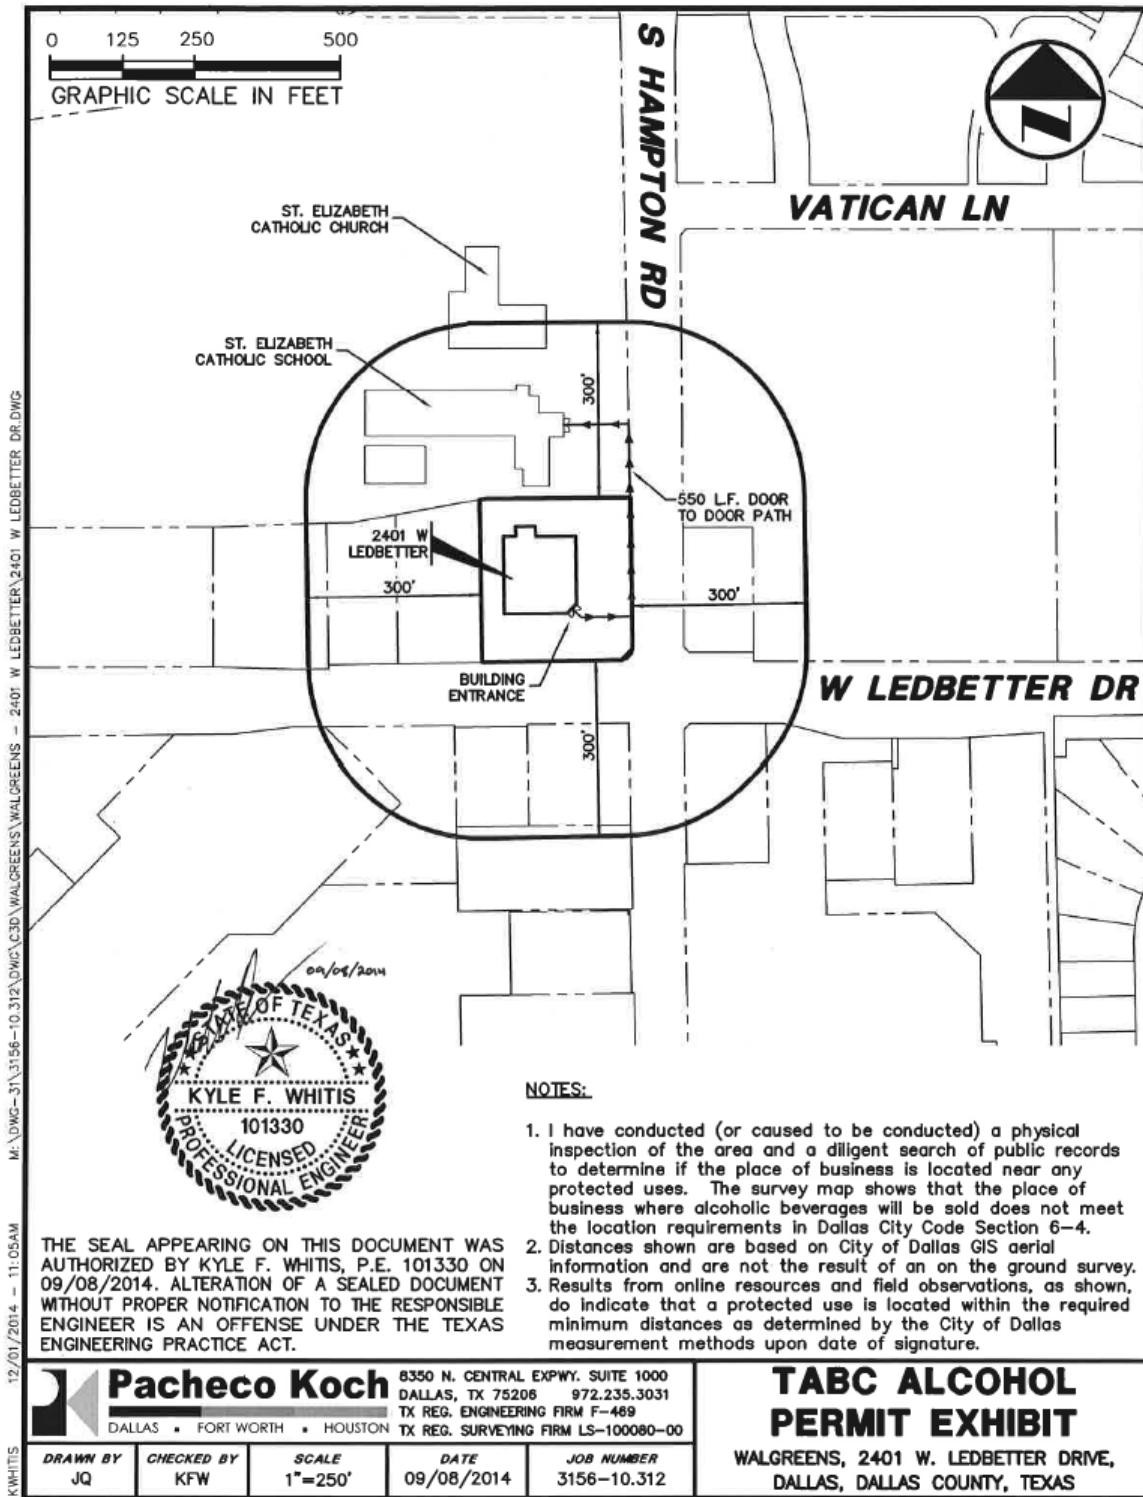 0 125 250 500
GRAPHIC SCALE IN FEET
S HAMPTON RD
N
VATICAN LN
ST. ELIZABETH
CATHOLIC CHURCH
ST. ELIZABETH
CATHOLIC SCHOOL
300'
550 L.F. DOOR
TO DOOR PATH
2401 W
LEDBETTER
300'
300'
BUILDING
ENTRANCE
W LEDBETTER DR
300'
09/08/2014
STATE OF TEXAS
KYLE F. WHITIS
101330
LICENSED
PROFESSIONAL ENGINEER
NOTES:
1. I have conducted (or caused to be conducted) a physical
inspection of the area and a diligent search of public records
to determine if the place of business is located near any
protected uses. The survey map shows that the place of
business where alcoholic beverages will be sold does not meet
the location requirements in Dallas City Code Section 6-4.
2. Distances shown are based on City of Dallas GIS aerial
information and are not the result of an on the ground survey.
3. Results from online resources and field observations, as shown,
do indicate that a protected use is located within the required
minimum distances as determined by the City of Dallas
measurement methods upon date of signature.
THE SEAL APPEARING ON THIS DOCUMENT WAS
AUTHORIZED BY KYLE F. WHITIS, P.E. 101330 ON
09/08/2014. ALTERATION OF A SEALED DOCUMENT
WITHOUT PROPER NOTIFICATION TO THE RESPONSIBLE
ENGINEER IS AN OFFENSE UNDER THE TEXAS
ENGINEERING PRACTICE ACT.
Pacheco Koch
DALLAS ▪ FORT WORTH ▪ HOUSTON
8350 N. CENTRAL EXPWY. SUITE 1000
DALLAS, TX 75206 972.235.3031
TX REG. ENGINEERING FIRM F-469
TX REG. SURVEYING FIRM LS-100080-00
DRAWN BY
JQ
CHECKED BY
KFW
SCALE
1"=250'
DATE
09/08/2014
JOB NUMBER
3156-10.312
TABC ALCOHOL
PERMIT EXHIBIT
WALGREENS, 2401 W. LEDBETTER DRIVE,
DALLAS, DALLAS COUNTY, TEXAS
KWHITIS 12/01/2014 - 11:05AM M:\DWG-31\3156-10.312\DWG\C3D\WALGREENS\WALGREENS - 2401 W LEDBETTER\2401 W LEDBETTER DR.DWG